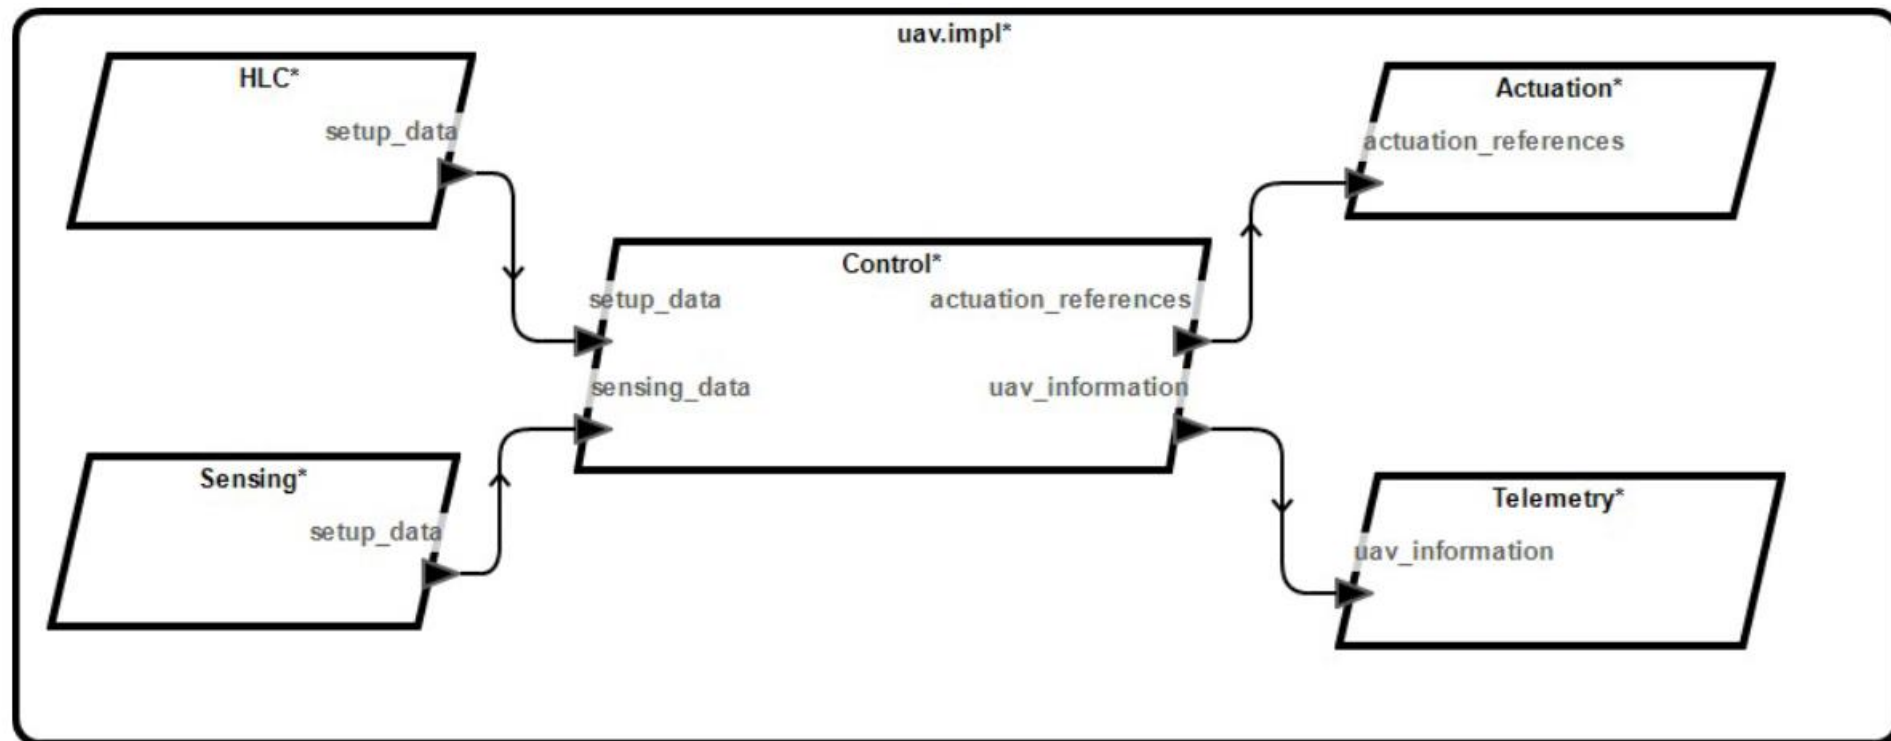 uav.impl*
HLC*
setup_data
Actuation*
actuation_references
Control*
setup_data
actuation_references
sensing_data
uav_information
Sensing*
setup_data
Telemetry*
uav_information